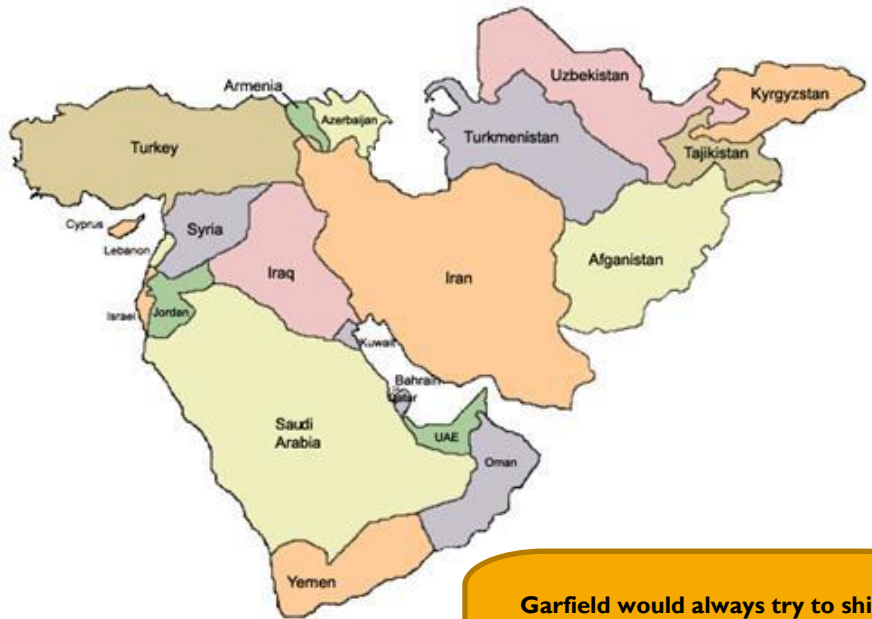 Uzbekistan
Kyrgyzstan
Armenia
Azerbaijan
Turkmenistan
Turkey
Tajikistan
Cyprus
Syria
Lebanon
Afganistan
Iraq
Iran
Israel
Jordan
Kuwait
Bahrain
Qatar
Saudi
Arabia
UAE
Oman
Yemen
Garfield would always try to shi